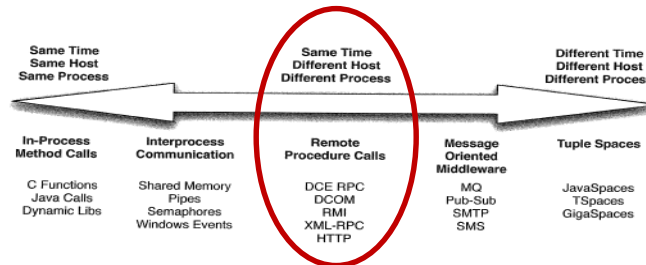 Same Time
Same Host
Same Process
Same Time
Different Host
Different Process
Different Time
Different Host
Different Proces
In-Process
Method Calls
C Functions
Java Calls
Dynamic Libs
Interprocess
Communication
Shared Memory
Pipes
Semaphores
Windows Events
Remote
Procedure Calls
DCE RPC
DCOM
RMI
XML-RPC
HTTP
Message
Oriented
Middleware
MQ
Pub-Sub
SMTP
SMS
Tuple Spaces
JavaSpaces
TSpaces
GigaSpaces